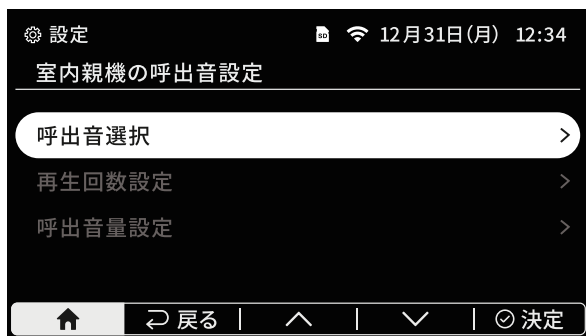 設定 SD 12月31日(月) 12:34
室内親機の呼出音設定
呼出音選択
再生回数設定
呼出音量設定
戻る 決定